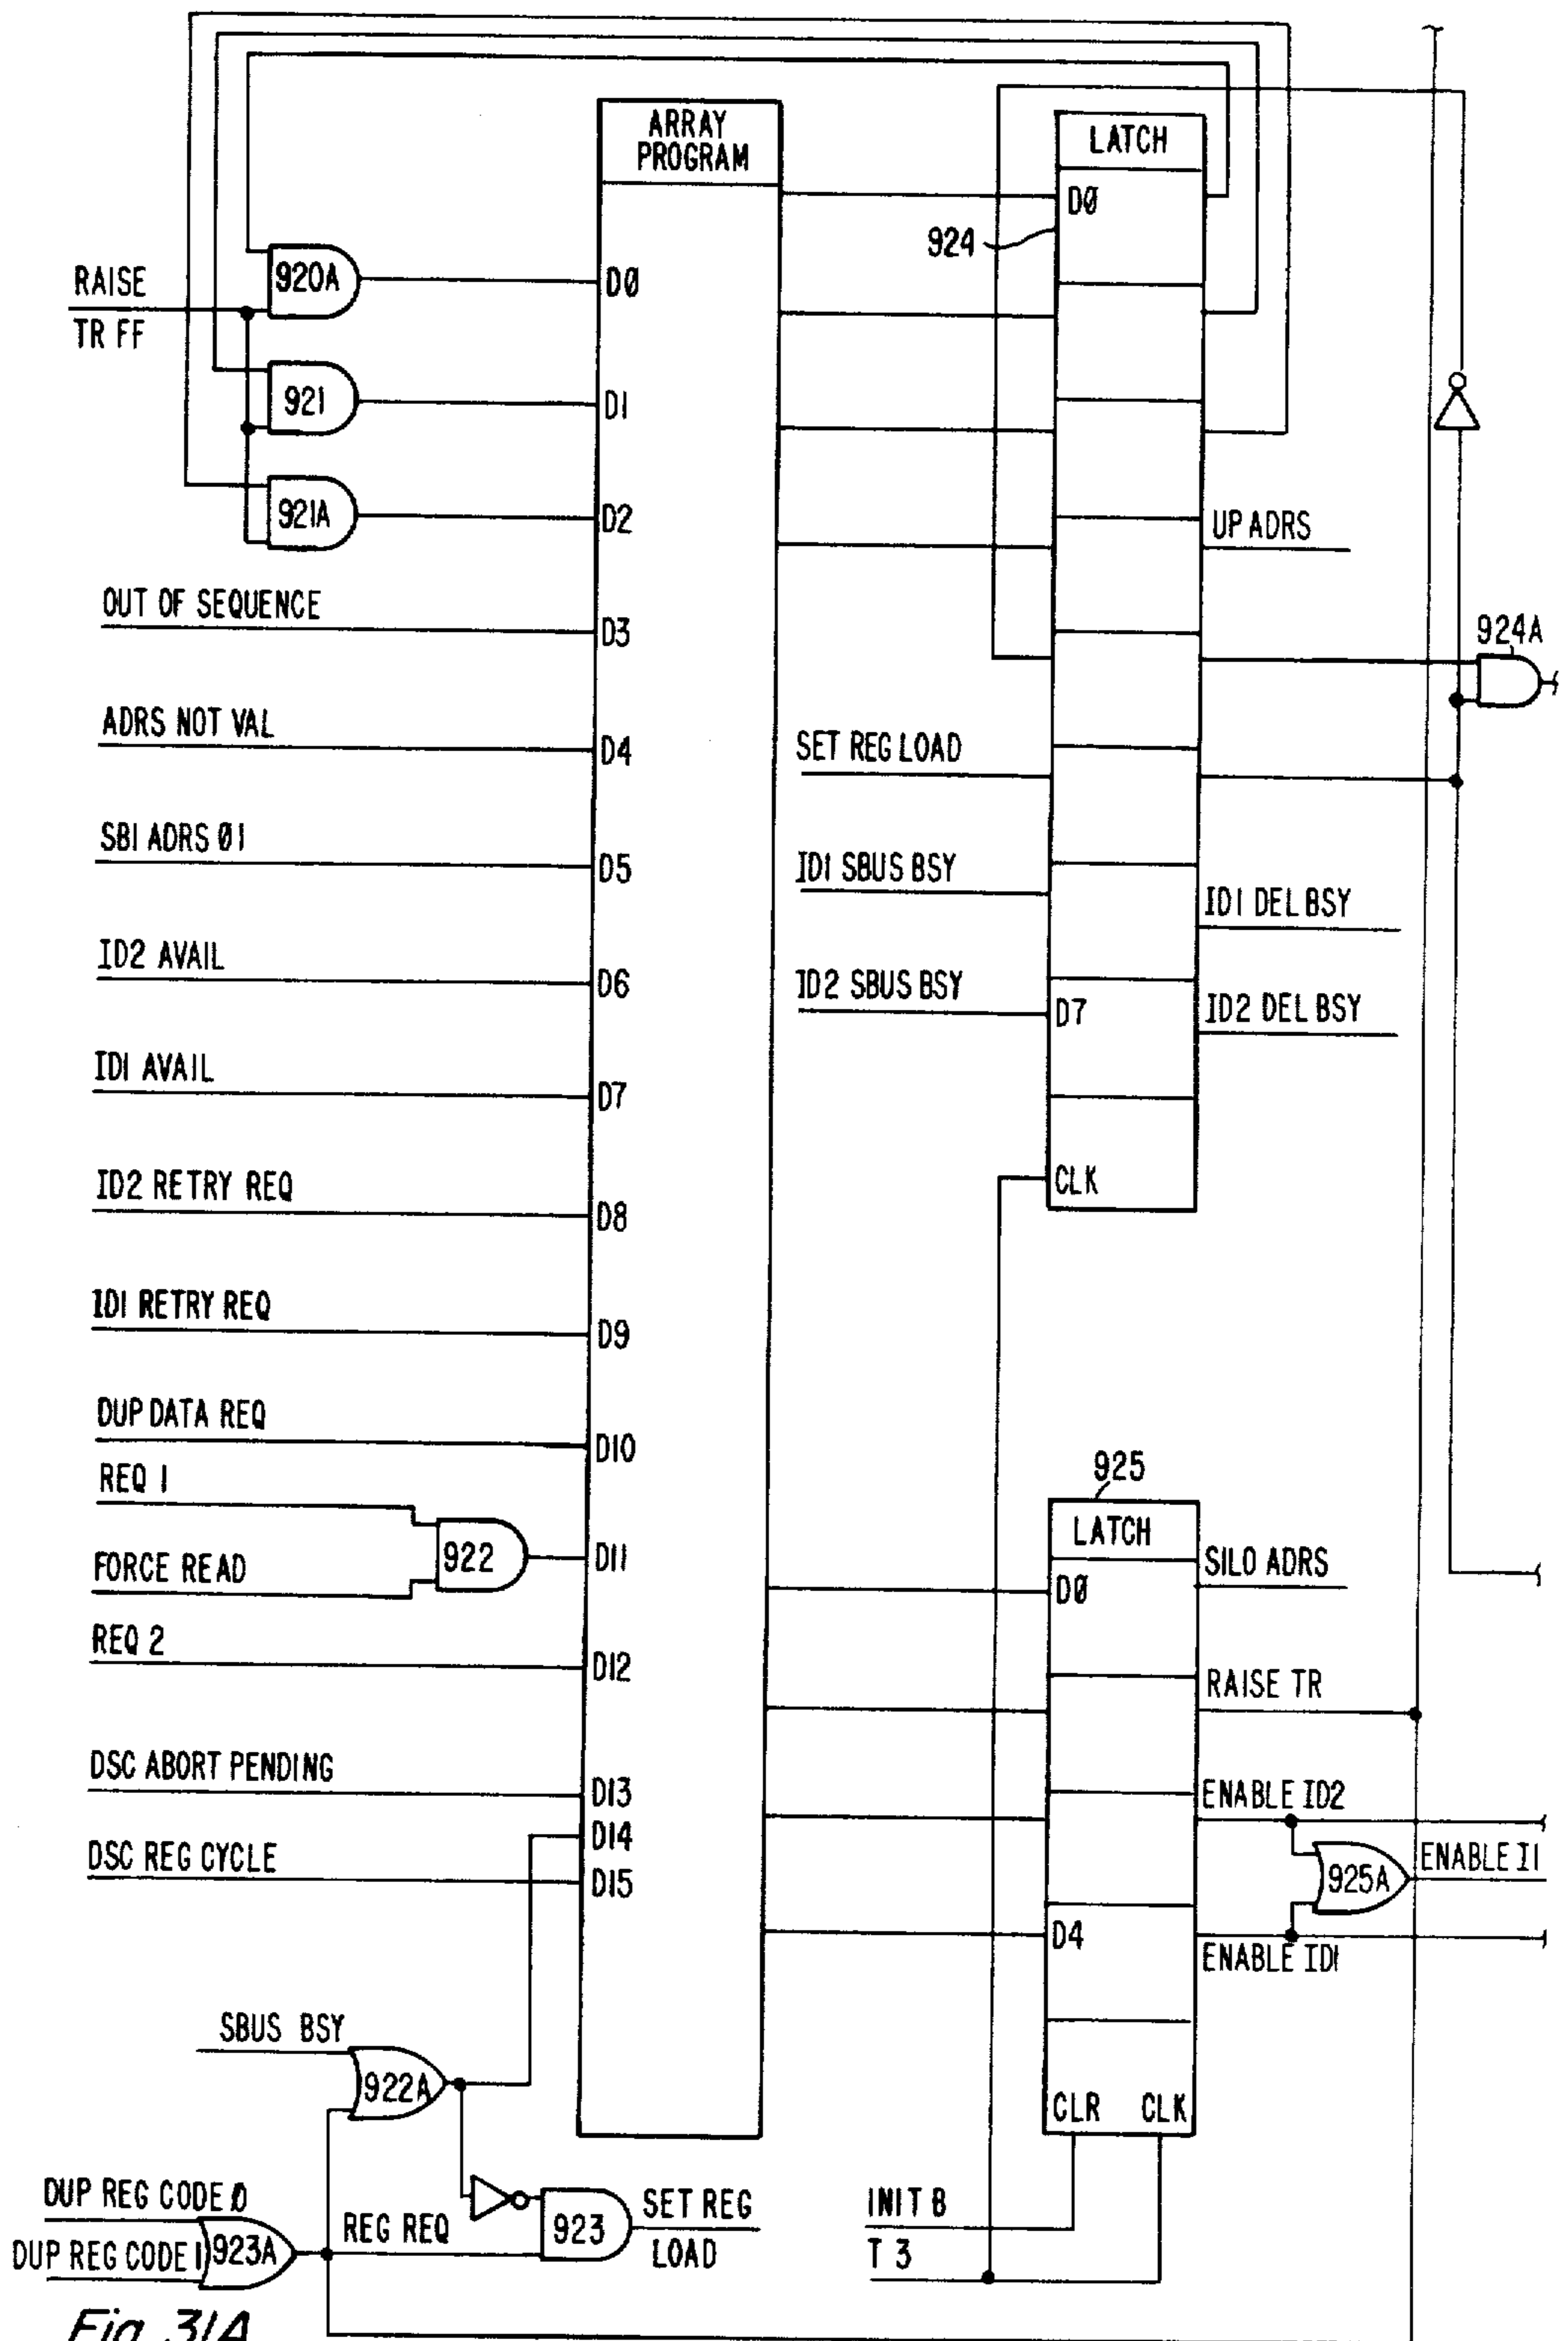 ARRAY
PROGRAM
LATCH
DØ
924
920A
DØ
RAISE
TR FF
921
D1
921A
D2
UP ADRS
OUT OF SEQUENCE
D3
924A
ADRS NOT VAL
D4
SET REG LOAD
SBI ADRS Ø1
D5
ID1 SBUS BSY
ID1 DEL BSY
ID2 AVAIL
D6
ID2 SBUS BSY
D7
ID2 DEL BSY
ID1 AVAIL
D7
CLK
ID2 RETRY REQ
D8
ID1 RETRY REQ
D9
DUP DATA REQ
D10
REQ 1
925
LATCH
922
D11
FORCE READ
SILO ADRS
DØ
REQ 2
D12
RAISE TR
DSC ABORT PENDING
D13
ENABLE ID2
D14
DSC REG CYCLE
D15
925A
ENABLE I1
D4
ENABLE ID1
SBUS BSY
922A
CLR CLK
DUP REG CODE Ø
REG REQ
923
SET REG
LOAD
INIT B
DUP REG CODE 1
923A
T 3
Fig. 31A